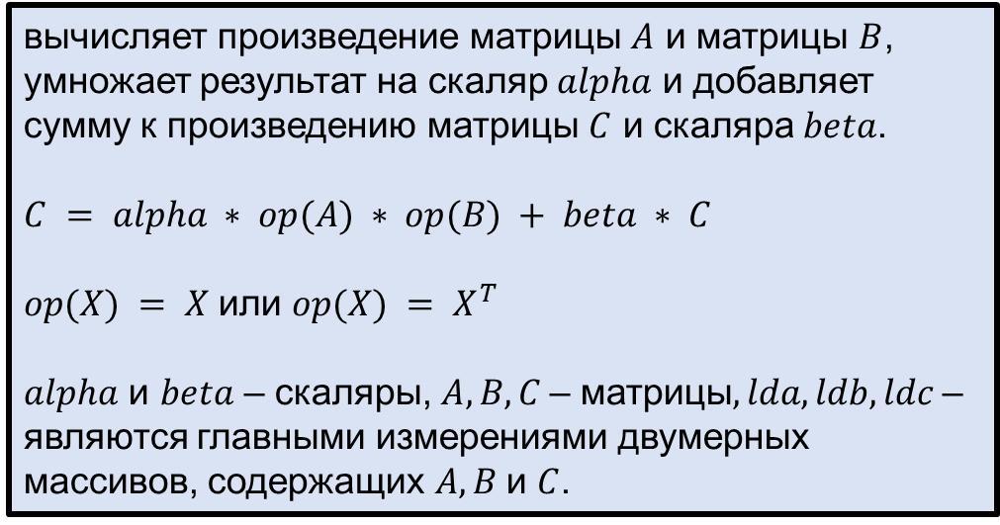 вычисляет произведение матрицы A и матрицы B,
умножает результат на скаляр alpha и добавляет
сумму к произведению матрицы C и скаляра beta.
C = alpha * op(A) * op(B) + beta * C
op(X) = X или op(X) = X^T
alpha и beta – скаляры, A, B, C – матрицы, lda, ldb, ldc –
являются главными измерениями двумерных
массивов, содержащих A, B и C.